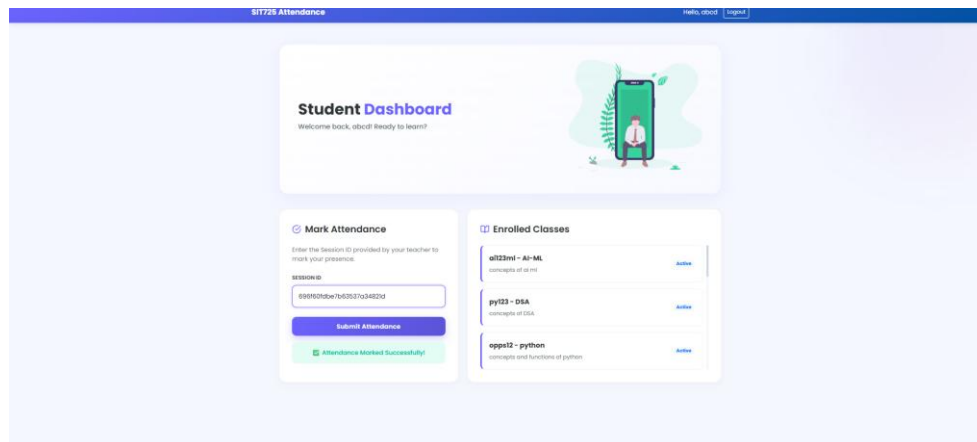 SIT725 Attendance
Hello, abcd Logout
Student Dashboard
Welcome back, abcd! Ready to learn?
Mark Attendance
Enter the Session ID provided by your teacher to
mark your presence.
SESSION ID
Submit Attendance
Attendance Marked Successfully!
Enrolled Classes
ai123ml - AI-ML
concepts of ai ml
Active
py123 - DSA
concepts of DSA
Active
opps12 - python
concepts and functions of python
Active